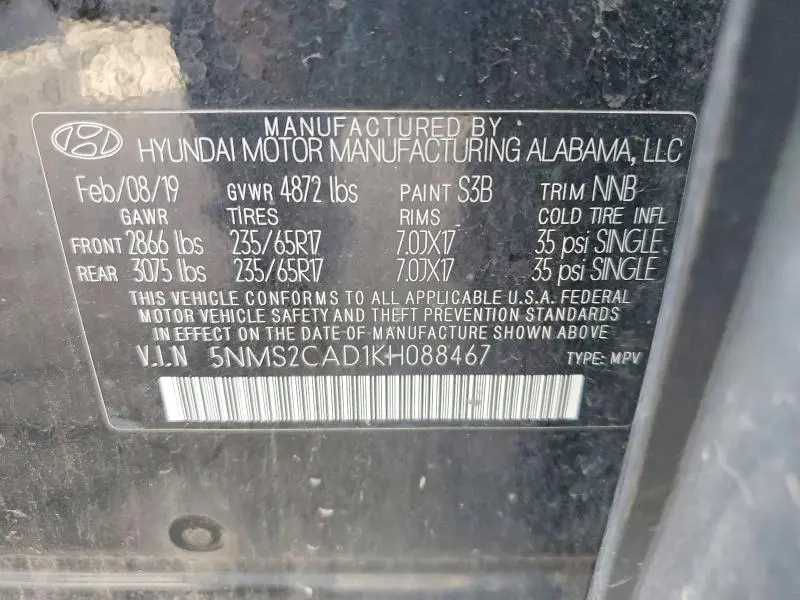 MANUFACTURED BY
HYUNDAI MOTOR MANUFACTURING ALABAMA, LLC
Feb/08/19 GVWR 4872 lbs PAINT S3B TRIM NNB
GAWR TIRES RIMS COLD TIRE INFL
FRONT 2866 lbs 235/65R17 7.0JX17 35 psi SINGLE
REAR 3075 lbs 235/65R17 7.0JX17 35 psi SINGLE
THIS VEHICLE CONFORMS TO ALL APPLICABLE U.S.A. FEDERAL
MOTOR VEHICLE SAFETY AND THEFT PREVENTION STANDARDS
IN EFFECT ON THE DATE OF MANUFACTURE SHOWN ABOVE
V.I.N 5NMS2CAD1KH088467 TYPE: MPV